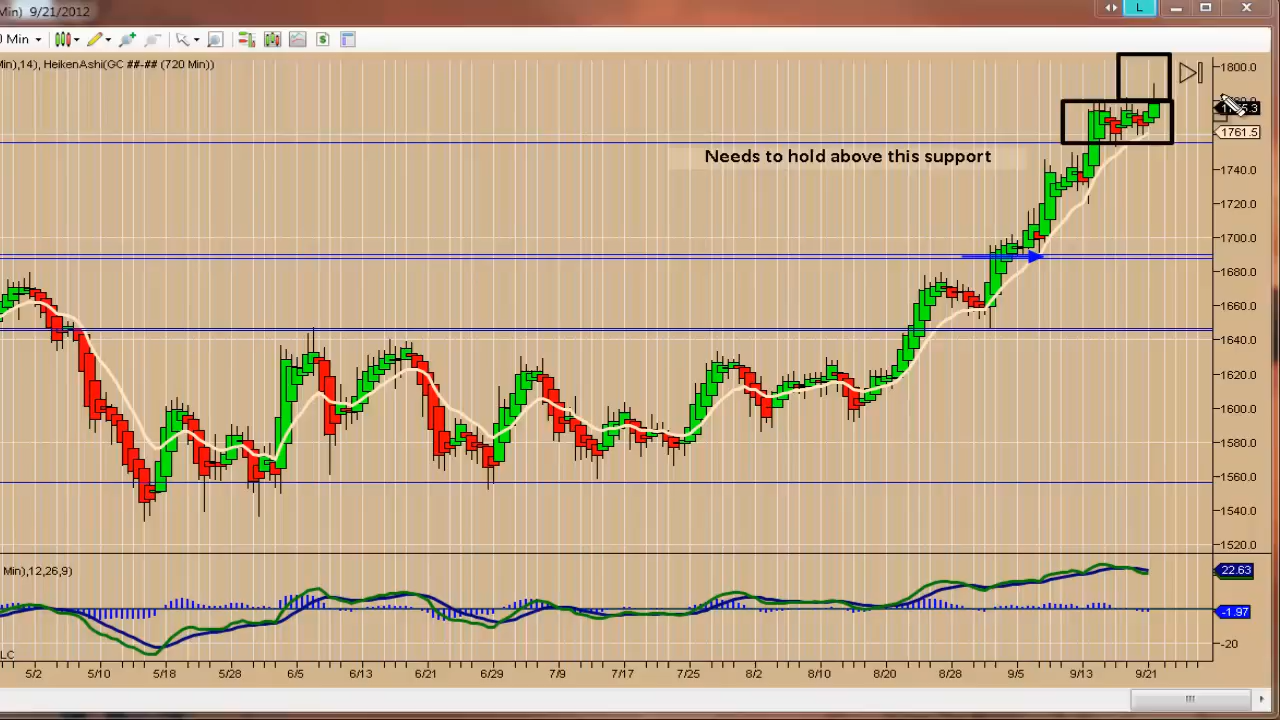 Min) 9/21/2012
L
0 Min
$
Min),14), HeikenAshi(GC ##-## (720 Min))
1800.0
1761.5
Needs to hold above this support
1740.0
1720.0
1700.0
1680.0
1660.0
1640.0
1620.0
1600.0
1580.0
1560.0
1540.0
1520.0
Min),12,26,9)
22.63
-1.97
-20
LC
5/2 5/10 5/18 5/28 6/5 6/13 6/21 6/29 7/9 7/17 7/25 8/2 8/10 8/20 8/28 9/5 9/13 9/21